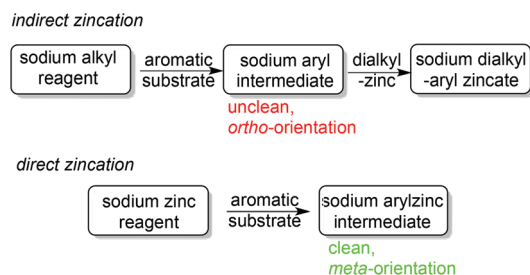 indirect zincation
sodium alkyl
reagent
aromatic
substrate
sodium aryl
intermediate
dialkyl
-zinc
sodium dialkyl
-aryl zincate
unclean,
ortho-orientation
direct zincation
sodium zinc
reagent
aromatic
substrate
sodium arylzinc
intermediate
clean,
meta-orientation